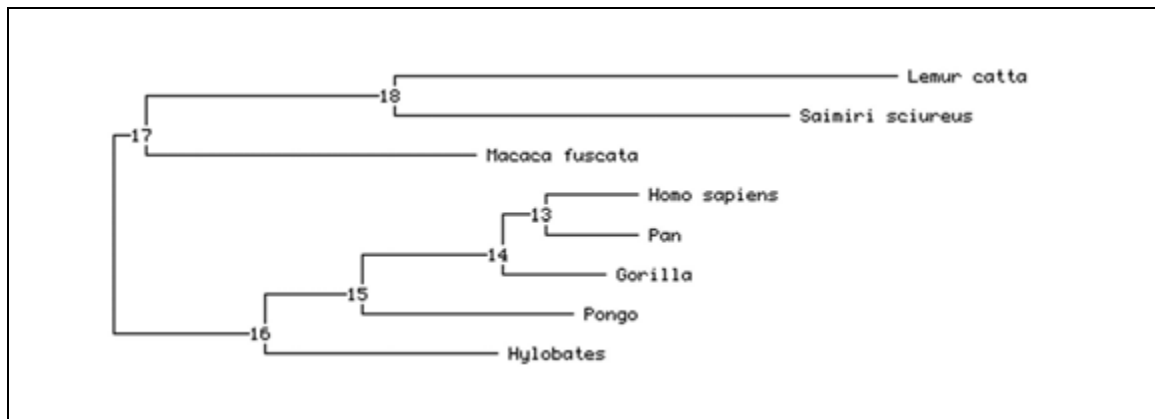 Lemur catta
18
Saimiri sciureus
17
Macaca fuscata
Homo sapiens
13
Pan
14
Gorilla
15
Pongo
16
Hylobates